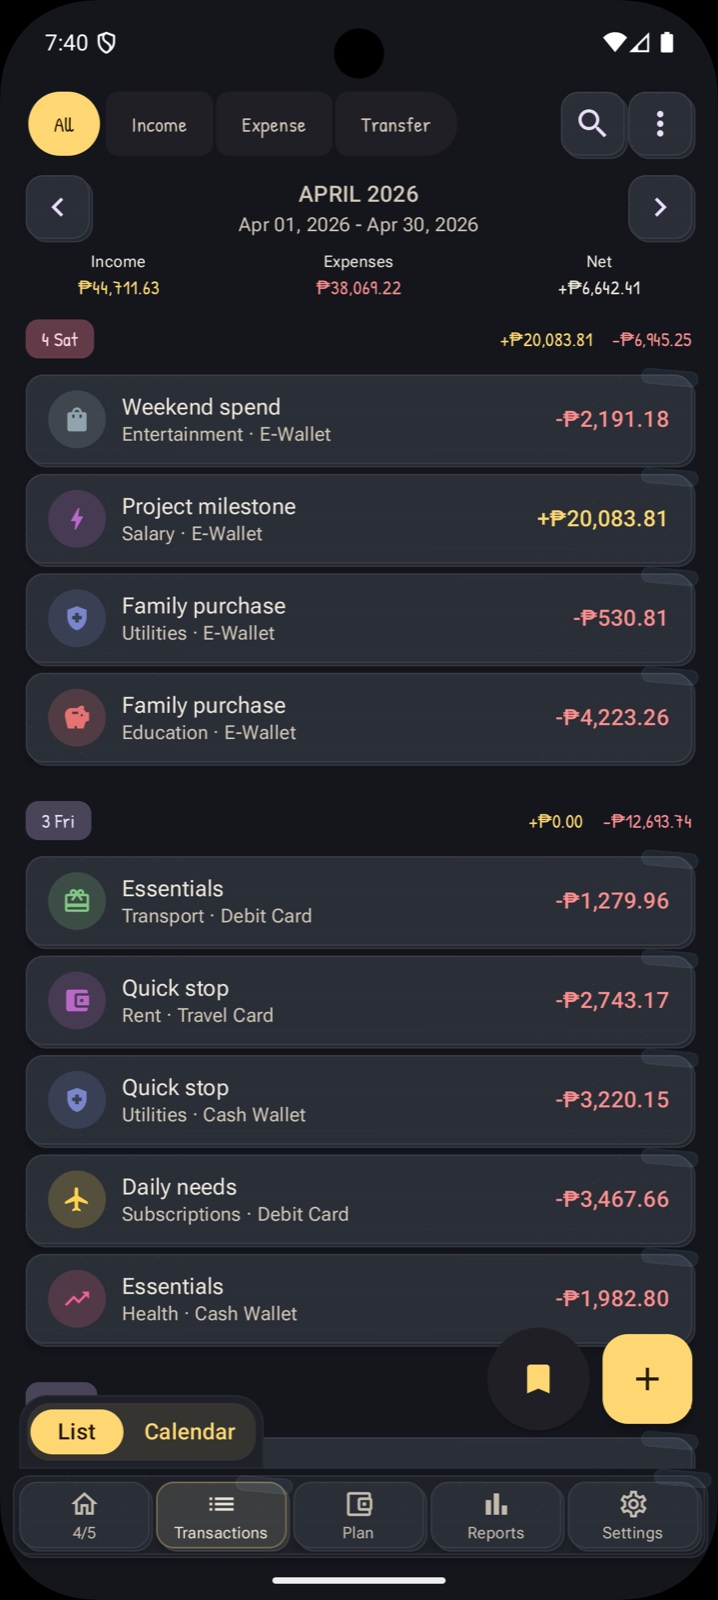 7:40
All
Income
Expense
Transfer
APRIL 2026
Apr 01, 2026 - Apr 30, 2026
Income
Expenses
Net
₱44,711.63
₱38,069.22
+₱6,642.41
4 Sat
+₱20,083.81
-₱6,945.25
Weekend spend
-₱2,191.18
Entertainment · E-Wallet
Project milestone
+₱20,083.81
Salary · E-Wallet
Family purchase
-₱530.81
Utilities · E-Wallet
Family purchase
-₱4,223.26
Education · E-Wallet
3 Fri
+₱0.00
-₱12,693.74
Essentials
-₱1,279.96
Transport · Debit Card
Quick stop
-₱2,743.17
Rent · Travel Card
Quick stop
-₱3,220.15
Utilities · Cash Wallet
Daily needs
-₱3,467.66
Subscriptions · Debit Card
Essentials
-₱1,982.80
Health · Cash Wallet
List
Calendar
4/5
Transactions
Plan
Reports
Settings